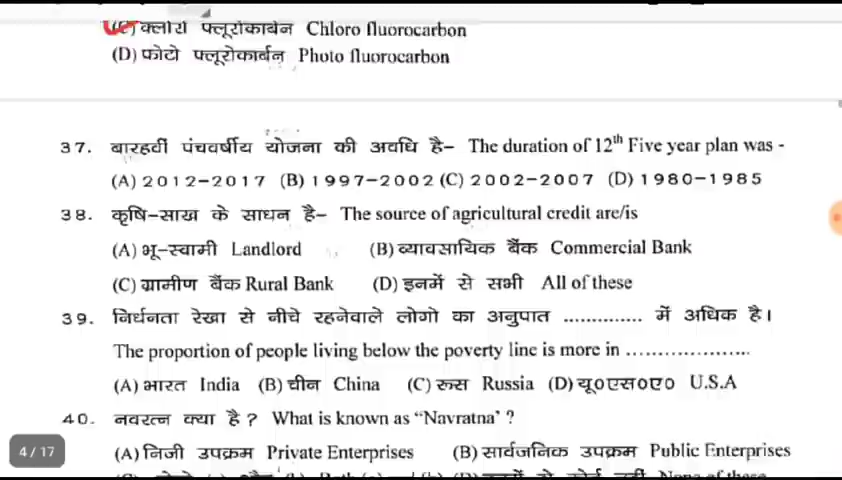 (C) क्लोरो फ्लूरोकार्बन Chloro fluorocarbon
(D) फोटो फ्लूरोकार्बन Photo fluorocarbon
37. बारहवीं पंचवर्षीय योजना की अवधि है– The duration of 12th Five year plan was -
(A) 2012–2017 (B) 1997–2002 (C) 2002–2007 (D) 1980–1985
38. कृषि–साख के साधन है– The source of agricultural credit are/is
(A) भू–स्वामी Landlord (B) व्यावसायिक बैंक Commercial Bank
(C) ग्रामीण बैंक Rural Bank (D) इनमें से सभी All of these
39. निर्धनता रेखा से नीचे रहनेवाले लोगो का अनुपात .............. में अधिक है।
The proportion of people living below the poverty line is more in .....................
(A) भारत India (B) चीन China (C) रूस Russia (D) यू०एस०ए० U.S.A
40. नवरत्न क्या है? What is known as “Navratna’ ?
(A) निजी उपक्रम Private Enterprises (B) सार्वजनिक उपक्रम Public Enterprises
4 / 17